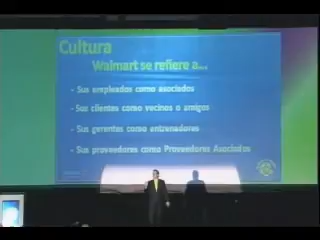 Cultura
Walmart se refiere a...
- Sus empleados como asociados
- Sus clientes como vecinos o amigos
- Sus gerentes como entrenadores
- Sus proveedores como Proveedores Asociados